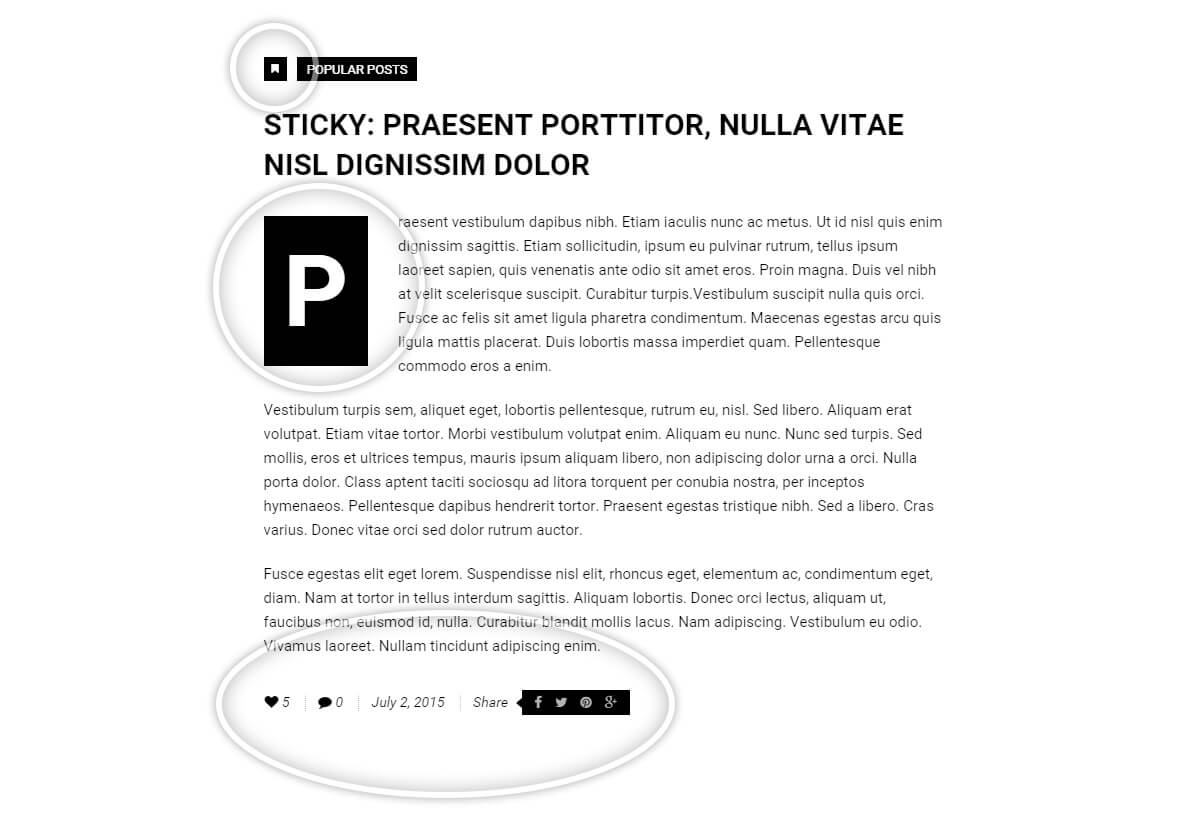 POPULAR POSTS
STICKY: PRAESENT PORTTITOR, NULLA VITAE
NISL DIGNISSIM DOLOR
P
raesent vestibulum dapibus nibh. Etiam iaculis nunc ac metus. Ut id nisl quis enim
dignissim sagittis. Etiam sollicitudin, ipsum eu pulvinar rutrum, tellus ipsum
laoreet sapien, quis venenatis ante odio sit amet eros. Proin magna. Duis vel nibh
at velit scelerisque suscipit. Curabitur turpis.Vestibulum suscipit nulla quis orci.
Fusce ac felis sit amet ligula pharetra condimentum. Maecenas egestas arcu quis
ligula mattis placerat. Duis lobortis massa imperdiet quam. Pellentesque
commodo eros a enim.
Vestibulum turpis sem, aliquet eget, lobortis pellentesque, rutrum eu, nisl. Sed libero. Aliquam erat
volutpat. Etiam vitae tortor. Morbi vestibulum volutpat enim. Aliquam eu nunc. Nunc sed turpis. Sed
mollis, eros et ultrices tempus, mauris ipsum aliquam libero, non adipiscing dolor urna a orci. Nulla
porta dolor. Class aptent taciti sociosqu ad litora torquent per conubia nostra, per inceptos
hymenaeos. Pellentesque dapibus hendrerit tortor. Praesent egestas tristique nibh. Sed a libero. Cras
varius. Donec vitae orci sed dolor rutrum auctor.
Fusce egestas elit eget lorem. Suspendisse nisl elit, rhoncus eget, elementum ac, condimentum eget,
diam. Nam at tortor in tellus interdum sagittis. Aliquam lobortis. Donec orci lectus, aliquam ut,
faucibus non, euismod id, nulla. Curabitur blandit mollis lacus. Nam adipiscing. Vestibulum eu odio.
Vivamus laoreet. Nullam tincidunt adipiscing enim.
5 0 July 2, 2015 Share